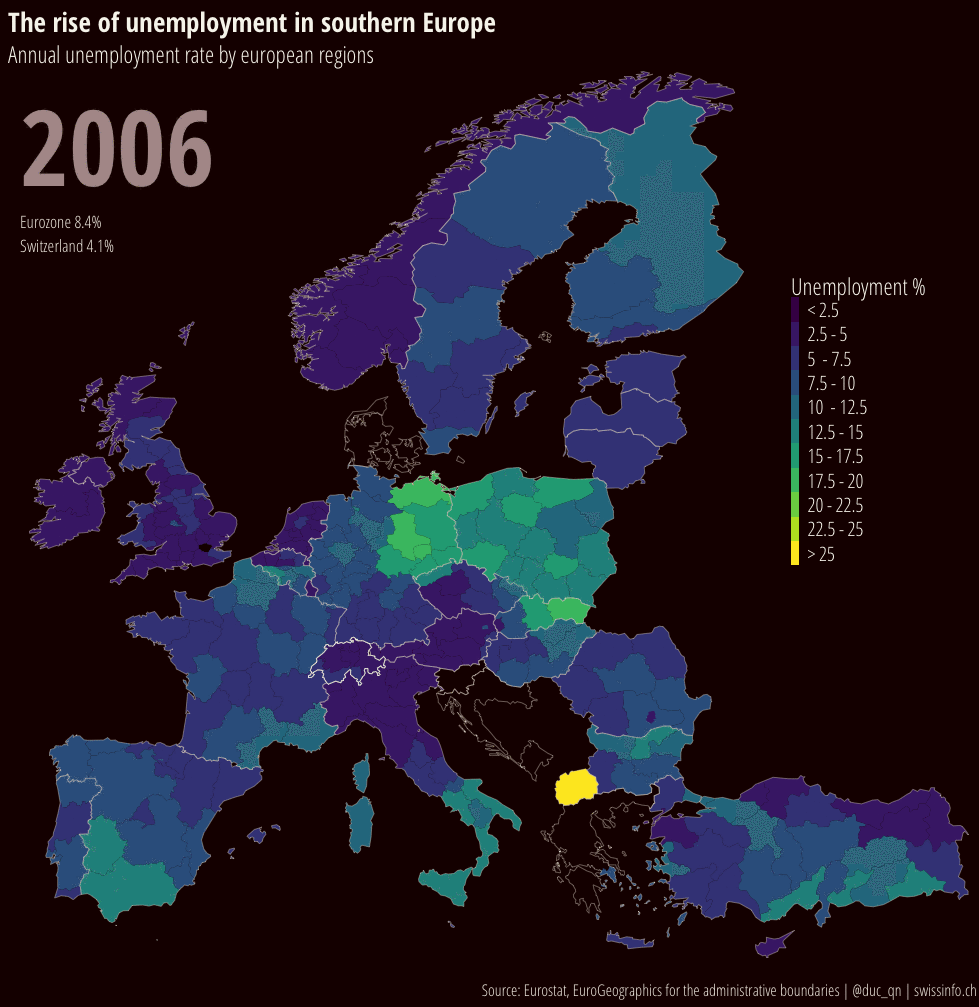 The rise of unemployment in southern Europe
Annual unemployment rate by european regions
2006
Eurozone 8.4%
Switzerland 4.1%
Unemployment %
< 2.5
2.5 - 5
5 - 7.5
7.5 - 10
10 - 12.5
12.5 - 15
15 - 17.5
17.5 - 20
20 - 22.5
22.5 - 25
> 25
Source: Eurostat, EuroGeographics for the administrative boundaries | @duc_qn | swissinfo.ch